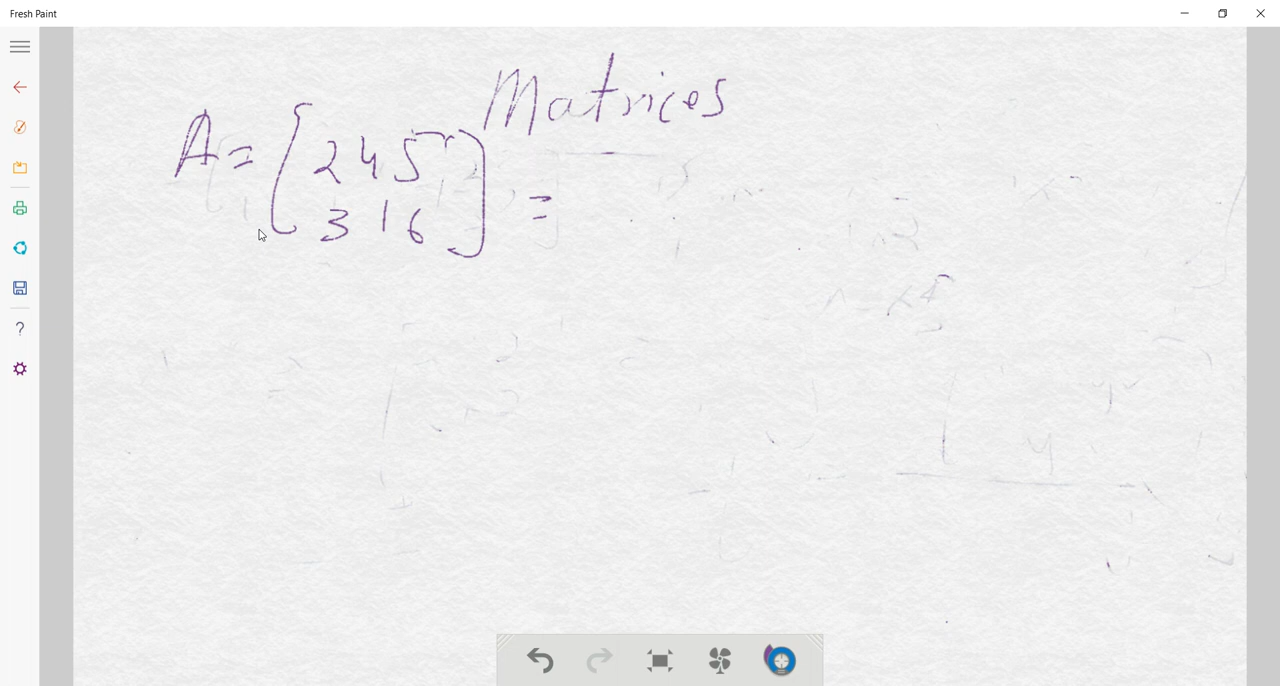 Fresh Paint
Matrices
A = [ 2 4 5
3 1 6 ] =